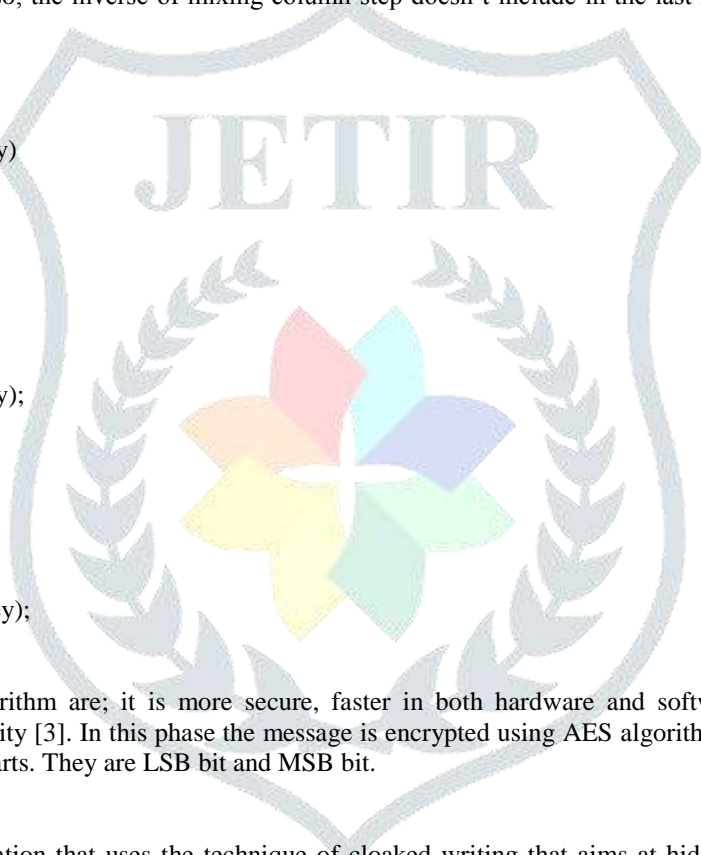 so, the inverse of mixing column step doesn't include in the last
JETIR
y)
y);
ey);
rithm are; it is more secure, faster in both hardware and softw
ity [3]. In this phase the message is encrypted using AES algorith
arts. They are LSB bit and MSB bit.
ation that uses the technique of cloaked writing that aims at hid